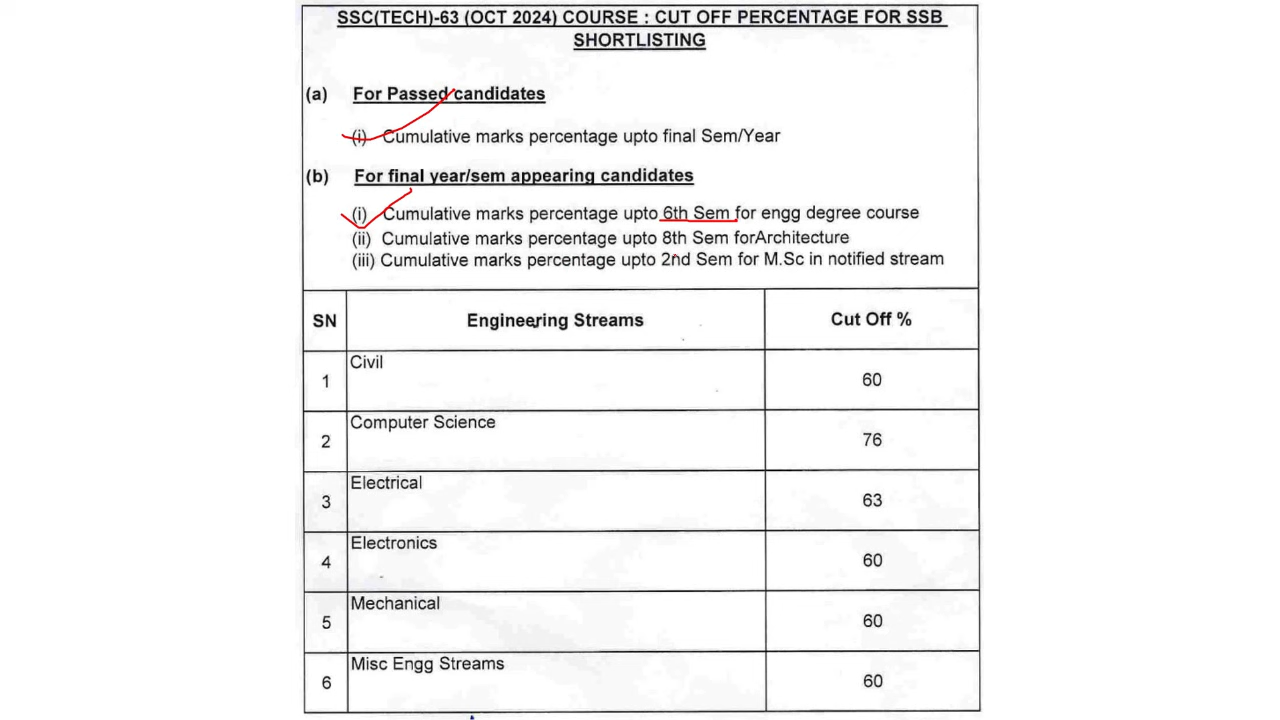 SSC(TECH)-63 (OCT 2024) COURSE : CUT OFF PERCENTAGE FOR SSB
SHORTLISTING
(a) For Passed candidates
(i) Cumulative marks percentage upto final Sem/Year
(b) For final year/sem appearing candidates
(i) Cumulative marks percentage upto 6th Sem for engg degree course
(ii) Cumulative marks percentage upto 8th Sem forArchitecture
(iii) Cumulative marks percentage upto 2nd Sem for M.Sc in notified stream
SN Engineering Streams Cut Off %
1 Civil 60
2 Computer Science 76
3 Electrical 63
4 Electronics 60
5 Mechanical 60
6 Misc Engg Streams 60